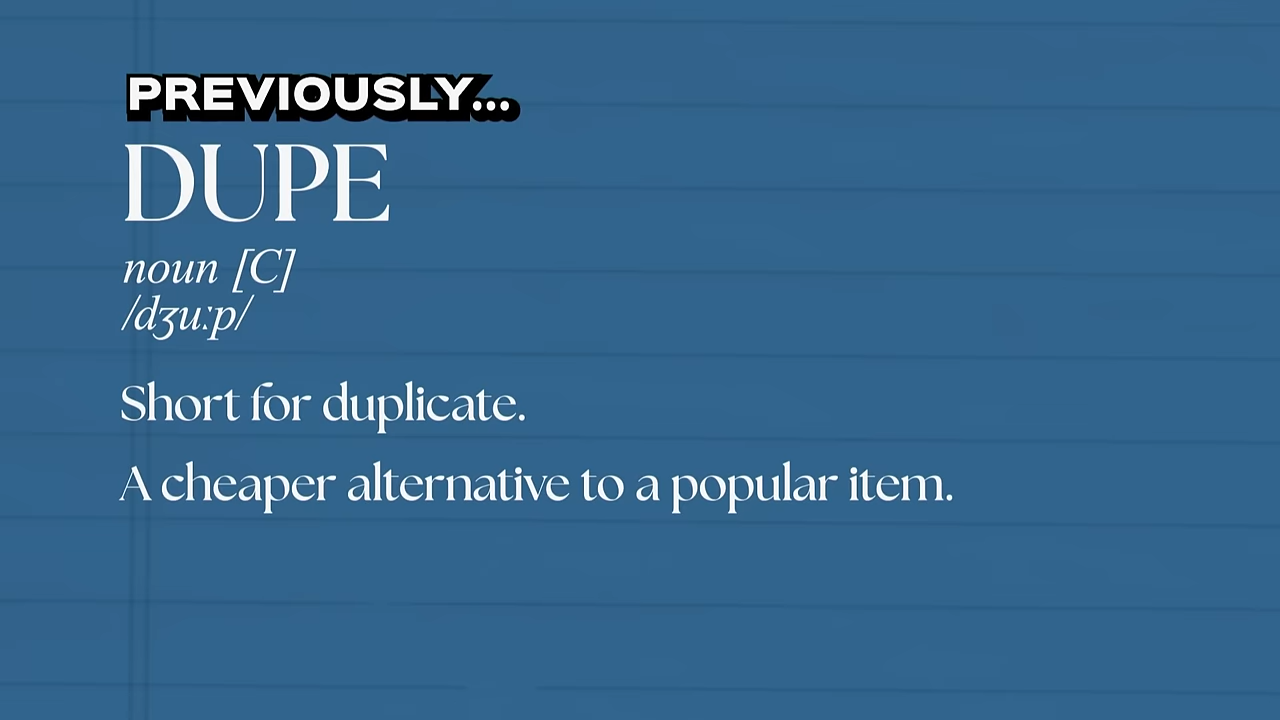 PREVIOUSLY...
DUPE
noun [C]
/dʒuːp/
Short for duplicate.
A cheaper alternative to a popular item.